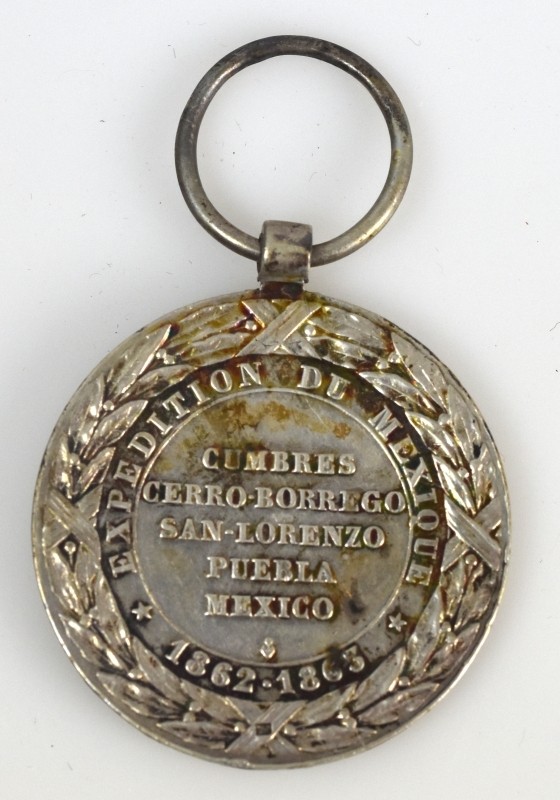 EXPEDITION DU MEXIQUE
CUMBRES
CERRO-BORREGO
SAN-LORENZO
PUEBLA
MEXICO
1862-1863